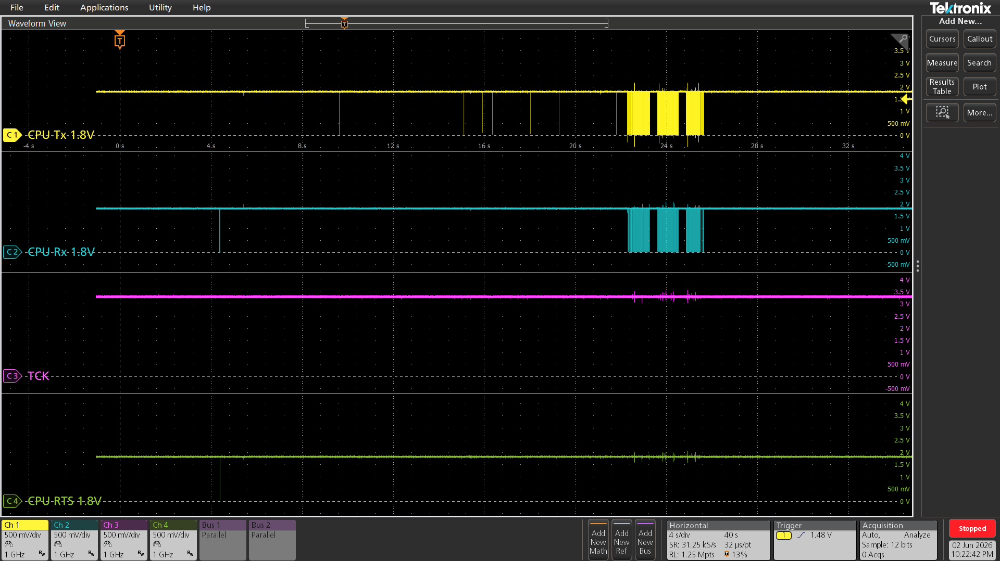 File Edit Applications Utility Help
Tektronix
Waveform View
Add New...
T
T
Cursors Callout
Measure Search
Results Table Plot
More...
3.5 V
3 V
2.5 V
2 V
1 V
500 mV
0 V
C 1 CPU Tx 1.8V
-4 s 0 s 4 s 8 s 12 s 16 s 20 s 24 s 28 s 32 s
4 V
3.5 V
3 V
2.5 V
2 V
1.5 V
1 V
500 mV
C 2 CPU Rx 1.8V
0 V
-500 mV
4 V
3.5 V
3 V
2.5 V
2 V
1.5 V
1 V
500 mV
C 3 TCK
0 V
-500 mV
4 V
3.5 V
3 V
2.5 V
2 V
1.5 V
1 V
500 mV
C 4 CPU RTS 1.8V
0 V
Ch 1
500 mV/div
1 GHz Bw
Ch 2
500 mV/div
1 GHz Bw
Ch 3
500 mV/div
1 GHz Bw
Ch 4
500 mV/div
1 GHz Bw
Bus 1
Parallel
Bus 2
Parallel
Add New Math
Add New Ref
Add New Bus
Horizontal
4 s/div 40 s
SR: 31.25 kS/s 32 µs/pt
RL: 1.25 Mpts T 13%
Trigger
1 1.48 V
Acquisition
Auto, Analyze
Sample: 12 bits
0 Acqs
Stopped
02 Jun 2026
10:22:42 PM